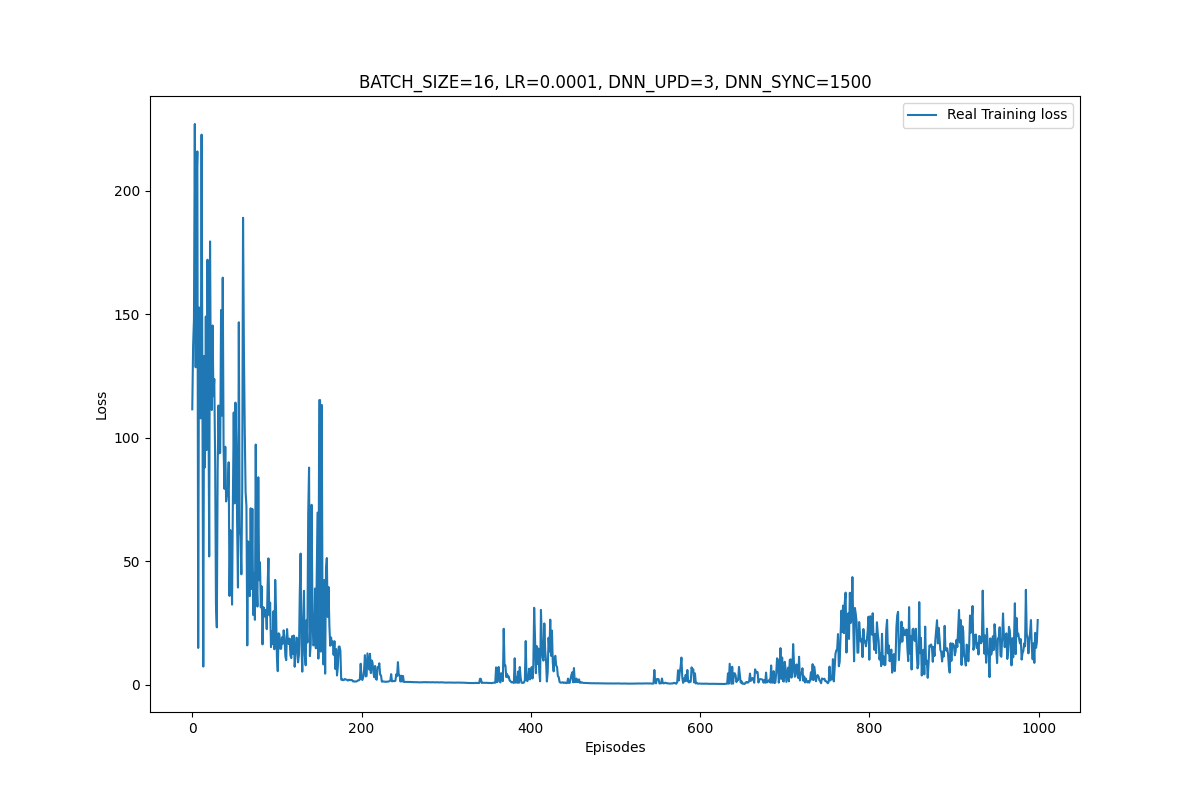 BATCH_SIZE=16, LR=0.0001, DNN_UPD=3, DNN_SYNC=1500
Real Training loss
200
150
100
50
0
Loss
0 200 400 600 800 1000
Episodes